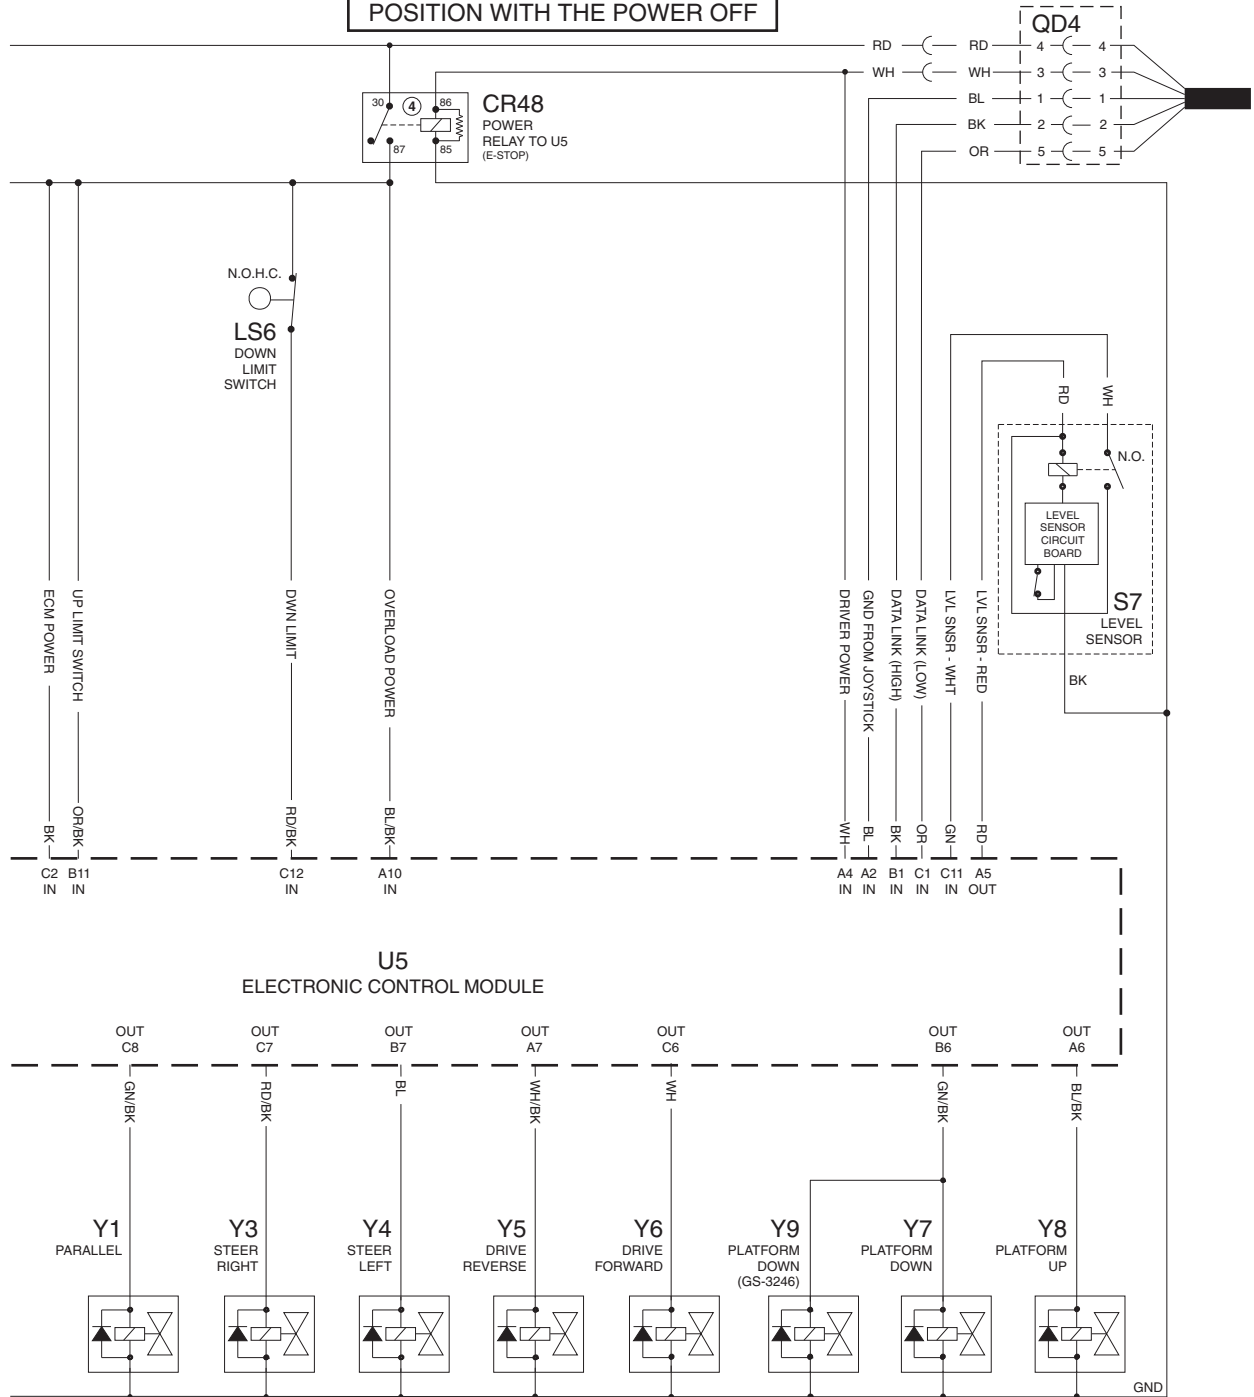 POSITION WITH THE POWER OFF
QD4
RD RD 4 4
WH WH 3 3
BL 1 1
BK 2 2
OR 5 5
30 4 86
87 85
CR48
POWER
RELAY TO U5
(E-STOP)
N.O.H.C.
LS6
DOWN
LIMIT
SWITCH
RD
WH
N.O.
LEVEL
SENSOR
CIRCUIT
BOARD
S7
LEVEL
SENSOR
BK
ECM POWER
UP LIMIT SWITCH
DWN LIMIT
OVERLOAD POWER
DRIVER POWER
GND FROM JOYSTICK
DATA LINK (HIGH)
DATA LINK (LOW)
LVL SNSR - WHT
LVL SNSR - RED
BK
OR/BK
RD/BK
BL/BK
WH
BL
BK
OR
GN
RD
C2 B11 C12 A10 A4 A2 B1 C1 C11 A5
IN IN IN IN IN IN IN IN IN OUT
U5
ELECTRONIC CONTROL MODULE
OUT OUT OUT OUT OUT OUT OUT
C8 C7 B7 A7 C6 B6 A6
GN/BK
RD/BK
BL
WH/BK
WH
GN/BK
BL/BK
Y1
PARALLEL
Y3
STEER
RIGHT
Y4
STEER
LEFT
Y5
DRIVE
REVERSE
Y6
DRIVE
FORWARD
Y9
PLATFORM
DOWN
(GS-3246)
Y7
PLATFORM
DOWN
Y8
PLATFORM
UP
GND